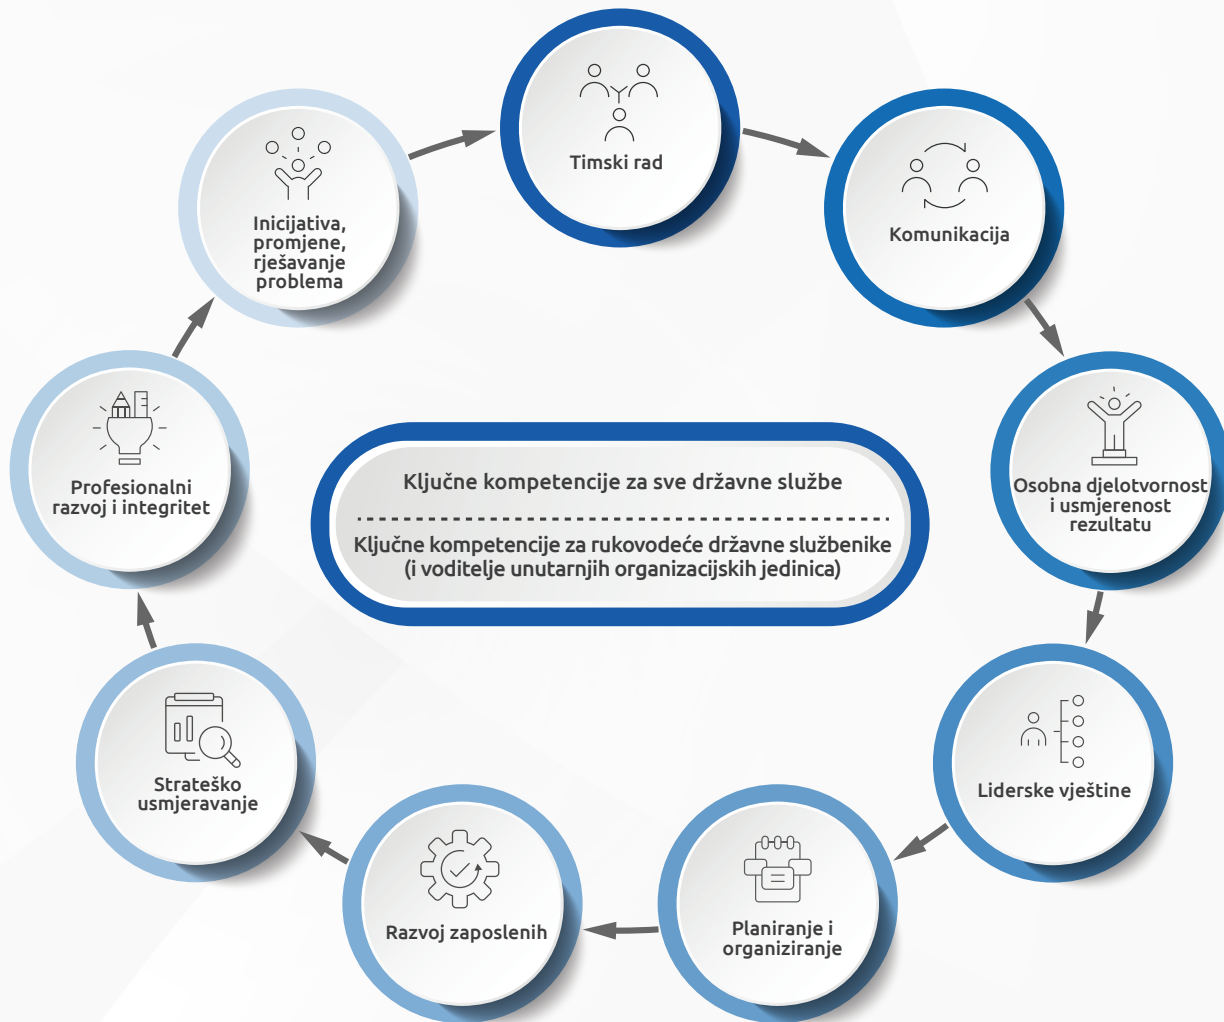 Timski rad
Komunikacija
Osobna djelotvornost
i usmjerenost
rezultatu
Liderske vještine
Planiranje i
organiziranje
Razvoj zaposlenih
Strateško
usmjeravanje
Profesionalni
razvoj i integritet
Inicijativa,
promjene,
rješavanje
problema
Ključne kompetencije za sve državne službe
Ključne kompetencije za rukovodeće državne službenike
(i voditelje unutarnjih organizacijskih jedinica)